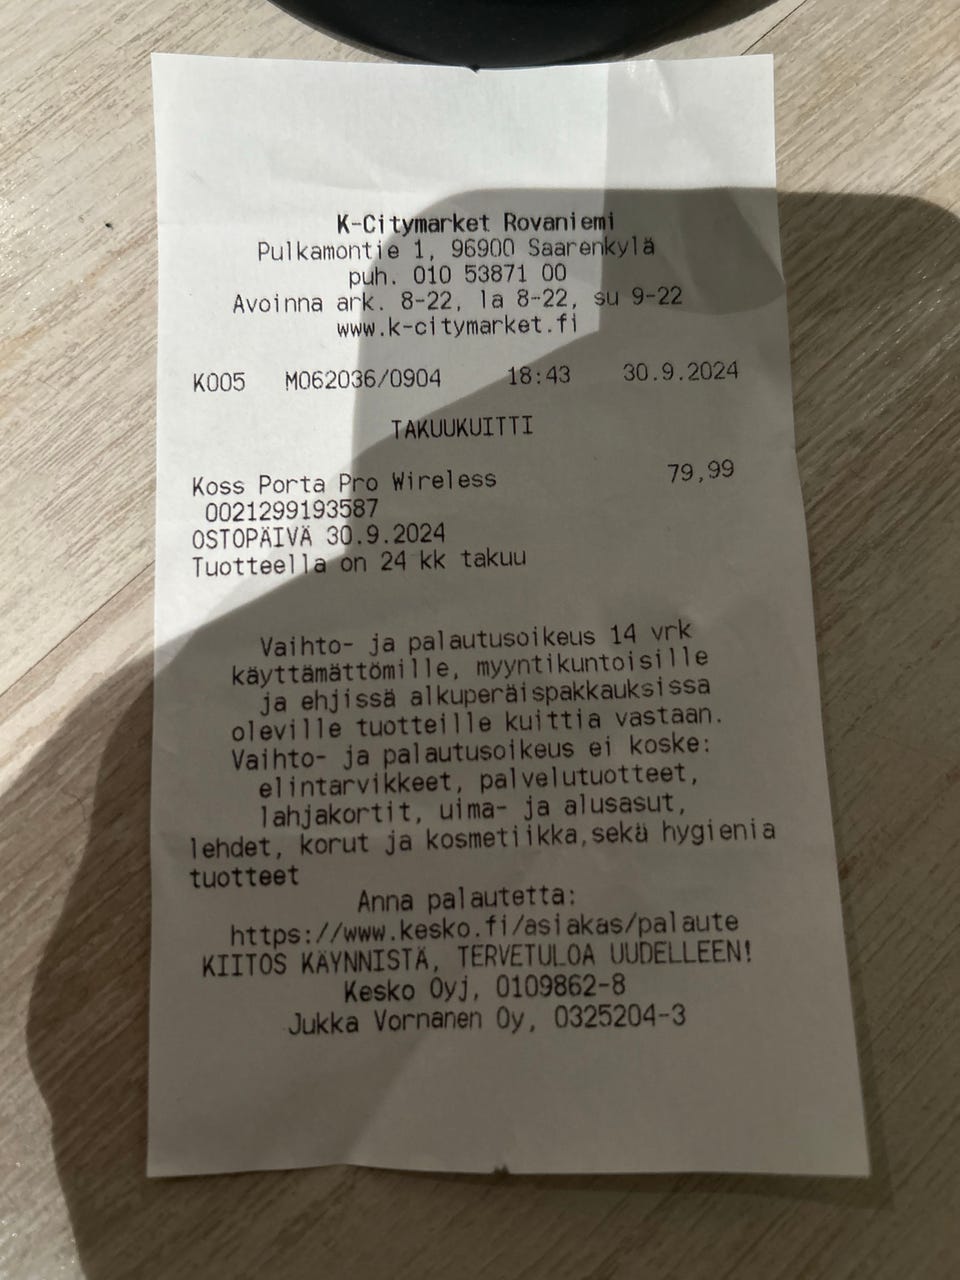 K-Citymarket Rovaniemi
Pulkamontie 1, 96900 Saarenkylä
puh. 010 53871 00
Avoinna ark. 8-22, la 8-22, su 9-22
www.k-citymarket.fi
K005 M062036/0904 18:43 30.9.2024
TAKUUKUITTI
Koss Porta Pro Wireless 79,99
0021299193587
OSTOPÄIVÄ 30.9.2024
Tuotteella on 24 kk takuu
Vaihto- ja palautusoikeus 14 vrk
käyttämättömille, myyntikuntoisille
ja ehjissä alkuperäispakkauksissa
oleville tuotteille kuittia vastaan.
Vaihto- ja palautusoikeus ei koske:
elintarvikkeet, palvelutuotteet,
lahjakortit, uima- ja alusasut,
lehdet, korut ja kosmetiikka,sekä hygienia
tuotteet
Anna palautetta:
https://www.kesko.fi/asiakas/palaute
KIITOS KÄYNNISTÄ, TERVETULOA UUDELLEEN!
Kesko Oyj, 0109862-8
Jukka Vornanen Oy, 0325204-3